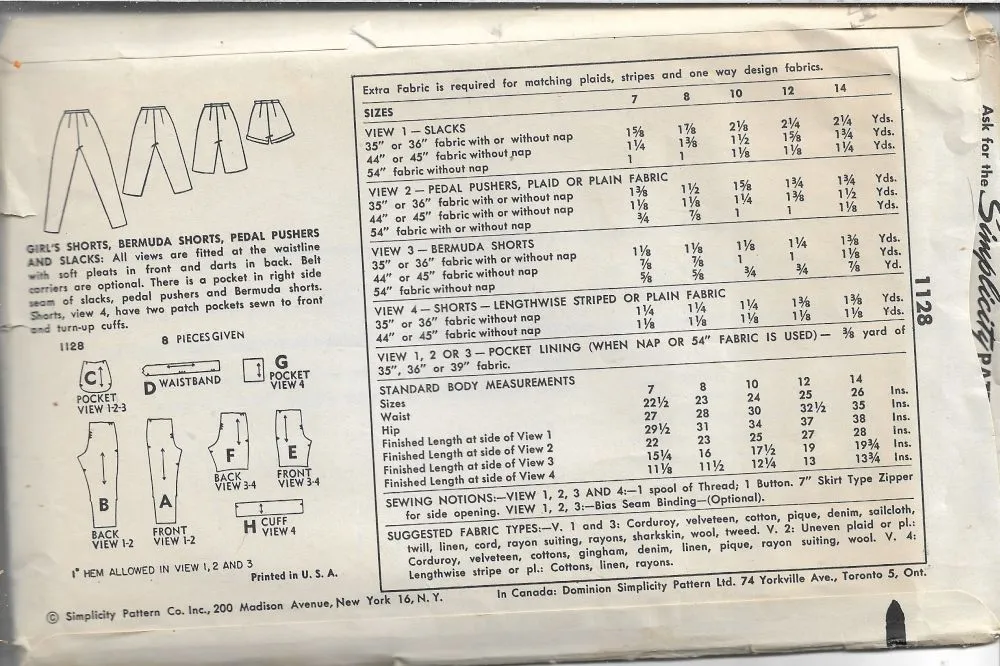 Extra Fabric is required for matching plaids, stripes and one way design fabrics.
SIZES 7 8 10 12 14
VIEW 1 — SLACKS
35" or 36" fabric with or without nap 1⅝ 1⅞ 2⅛ 2¼ 2¼ Yds.
44" or 45" fabric without nap 1¼ 1⅜ 1½ 1⅝ 1¾ Yds.
54" fabric without nap 1 1 1⅛ 1⅛ 1¼ Yds.
VIEW 2 — PEDAL PUSHERS, PLAID OR PLAIN FABRIC
35" or 36" fabric with or without nap 1⅜ 1½ 1⅝ 1¾ 1¾ Yds.
44" or 45" fabric with or without nap 1⅛ 1⅛ 1¼ 1⅜ 1½ Yds.
54" fabric with or without nap ¾ ⅞ 1 1 1⅛ Yds.
VIEW 3 — BERMUDA SHORTS
35" or 36" fabric with or without nap 1⅛ 1⅛ 1⅛ 1¼ 1⅜ Yds.
44" or 45" fabric without nap ⅞ ⅞ 1 1 1⅛ Yds.
54" fabric without nap ⅝ ⅝ ¾ ¾ ⅞ Yd.
VIEW 4 — SHORTS — LENGTHWISE STRIPED OR PLAIN FABRIC
35" or 36" fabric without nap 1¼ 1¼ 1¼ 1⅜ 1⅜ Yds.
44" or 45" fabric without nap 1⅛ 1⅛ 1⅛ 1⅛ 1⅛ Yds.
VIEW 1, 2 OR 3 — POCKET LINING (WHEN NAP OR 54" FABRIC IS USED) — ⅜ yard of
35", 36" or 39" fabric.
STANDARD BODY MEASUREMENTS
Sizes 7 8 10 12 14
Waist 22½ 23 24 25 26 Ins.
Hip 27 28 30 32½ 35 Ins.
Finished Length at side of View 1 29½ 31 34 37 38 Ins.
Finished Length at side of View 2 22 23 25 27 28 Ins.
Finished Length at side of View 3 15¼ 16 17½ 19 19¾ Ins.
Finished Length at side of View 4 11⅛ 11½ 12¼ 13 13¾ Ins.
SEWING NOTIONS:—VIEW 1, 2, 3 AND 4:—1 spool of Thread; 1 Button. 7" Skirt Type Zipper
for side opening. VIEW 1, 2, 3:—Bias Seam Binding—(Optional).
SUGGESTED FABRIC TYPES:—V. 1 and 3: Corduroy, velveteen, cotton, pique, denim, sailcloth,
twill, linen, cord, rayon suiting, rayons, sharkskin, wool, tweed. V. 2: Uneven plaid or pl.:
Corduroy, velveteen, cottons, gingham, denim, linen, pique, rayon suiting, wool. V. 4:
Lengthwise stripe or pl.: Cottons, linen, rayons.
GIRL'S SHORTS, BERMUDA SHORTS, PEDAL PUSHERS
AND SLACKS: All views are fitted at the waistline
with soft pleats in front and darts in back. Belt
carriers are optional. There is a pocket in right side
seam of slacks, pedal pushers and Bermuda shorts.
Shorts, view 4, have two patch pockets sewn to front
and turn-up cuffs.
1128 8 PIECES GIVEN
C
POCKET
VIEW 1-2-3
D WAISTBAND
G
POCKET
VIEW 4
B
BACK
VIEW 1-2
A
FRONT
VIEW 1-2
F
BACK
VIEW 3-4
E
FRONT
VIEW 3-4
H CUFF
VIEW 4
1" HEM ALLOWED IN VIEW 1, 2 AND 3
Printed in U. S. A.
© Simplicity Pattern Co. Inc., 200 Madison Avenue, New York 16, N. Y.
In Canada: Dominion Simplicity Pattern Ltd. 74 Yorkville Ave., Toronto 5, Ont.
1128
Ask for the Simplicity